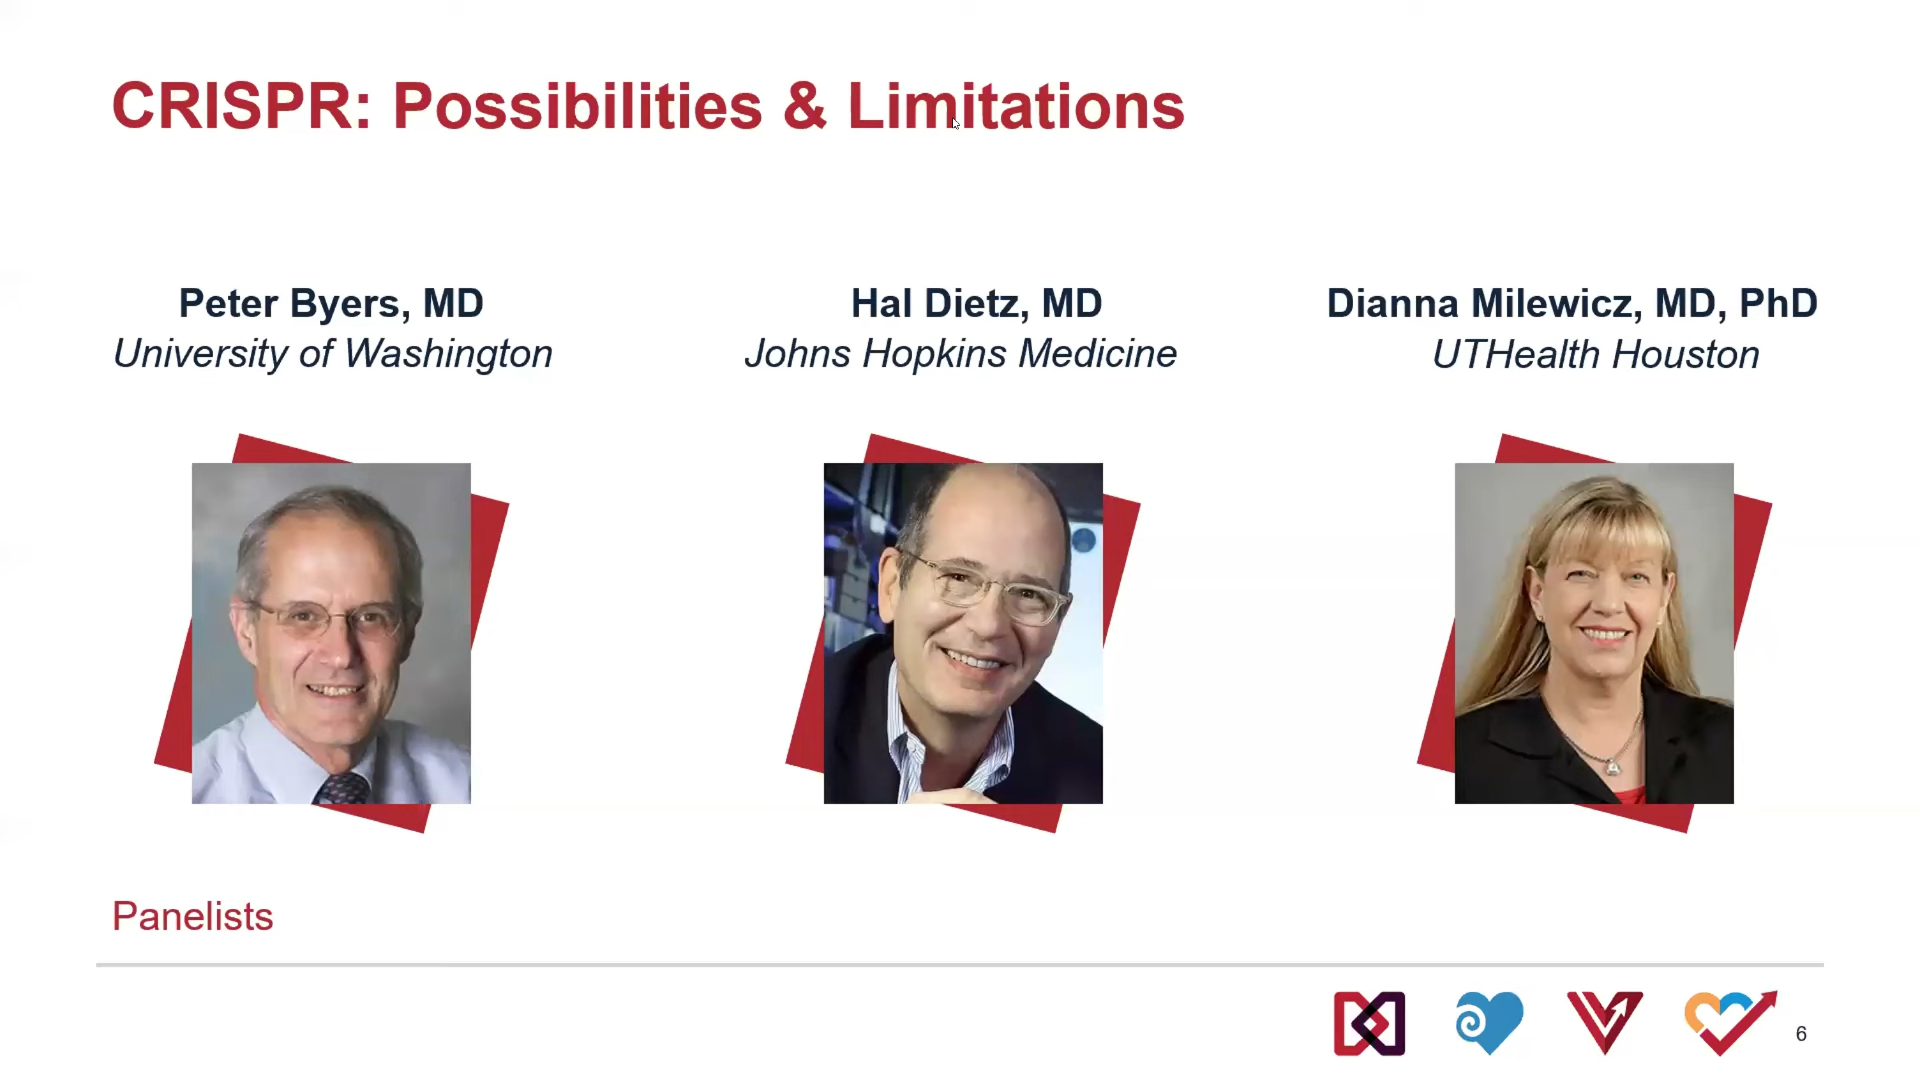 CRISPR: Possibilities & Limitations
Peter Byers, MD
University of Washington
Hal Dietz, MD
Johns Hopkins Medicine
Dianna Milewicz, MD, PhD
UTHealth Houston
Panelists
6